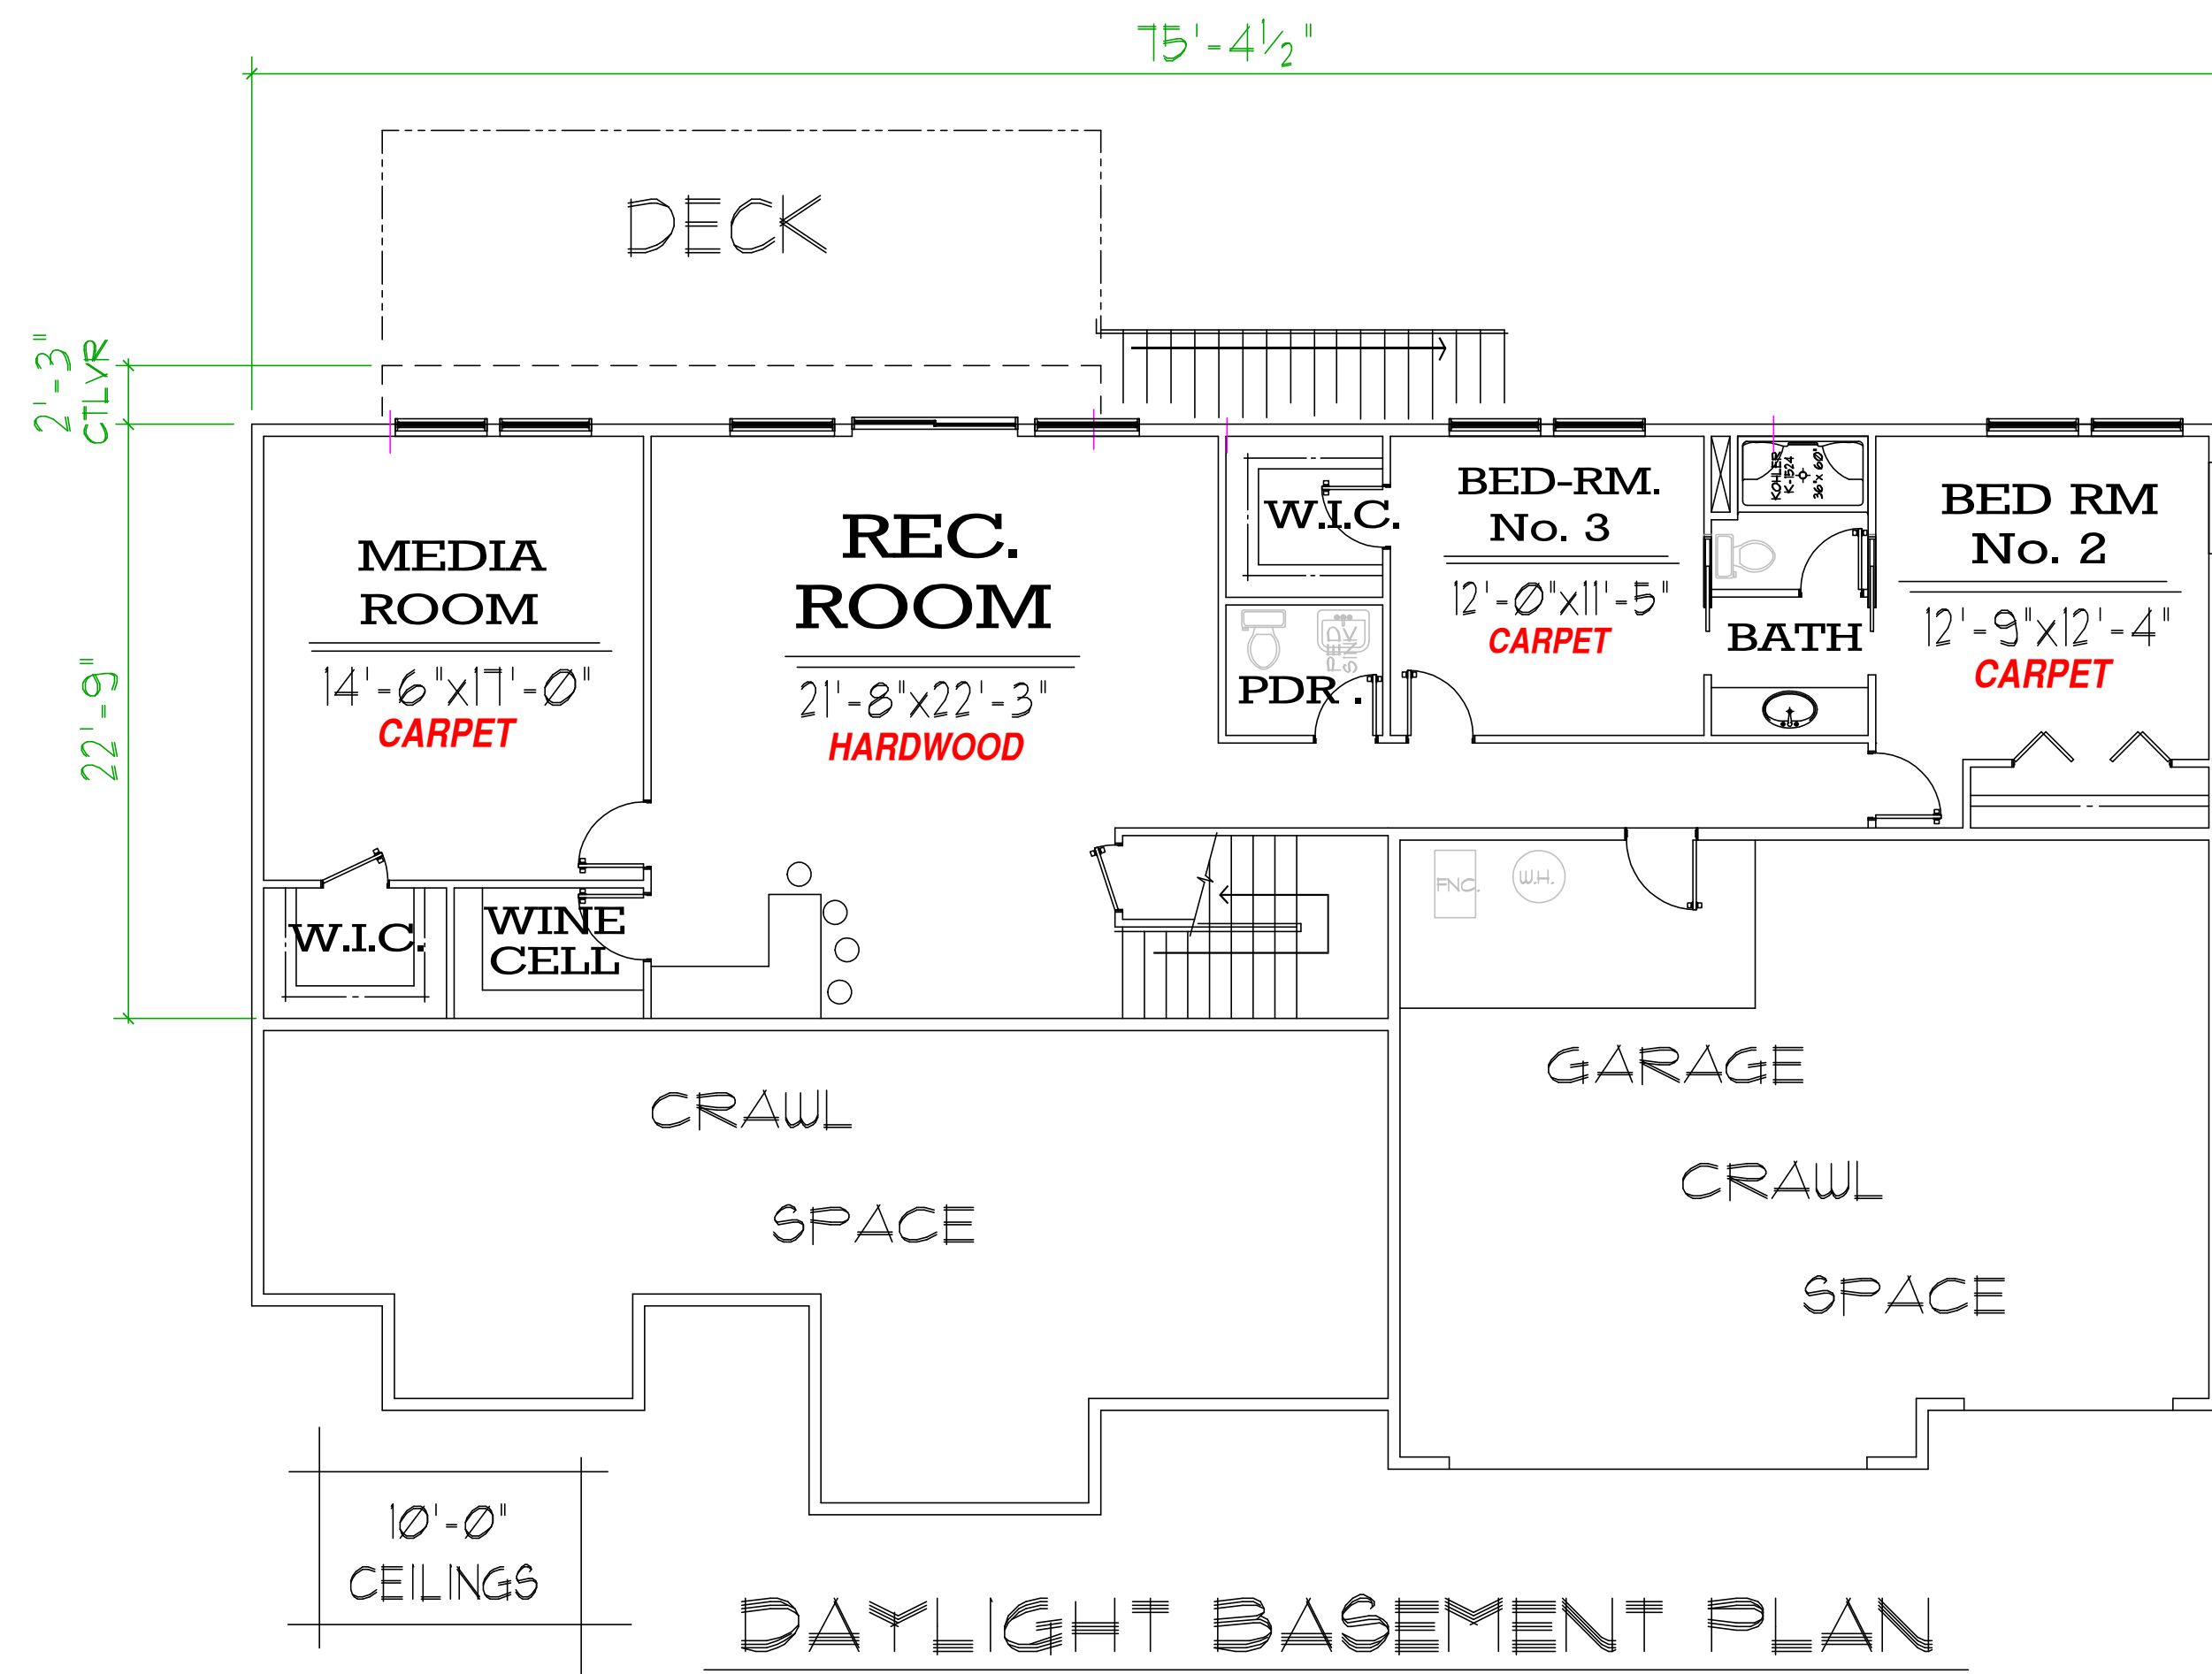 75'-4½"
DECK
2'-3"
CTLVR
22'-9"
MEDIA
ROOM
14'-6"x17'-0"
CARPET
REC.
ROOM
21'-8"x22'-3"
HARDWOOD
W.I.C.
PED
SINK
PDR.
BED-RM.
No. 3
12'-0"x11'-5"
CARPET
KOHLER
K-1524
36"x 60"
BATH
BED RM
No. 2
12'-9"x12'-4"
CARPET
W.I.C.
WINE
CELL
FNC.
W.H.
CRAWL
SPACE
GARAGE
CRAWL
SPACE
10'-0"
CEILINGS
DAYLIGHT BASEMENT PLAN